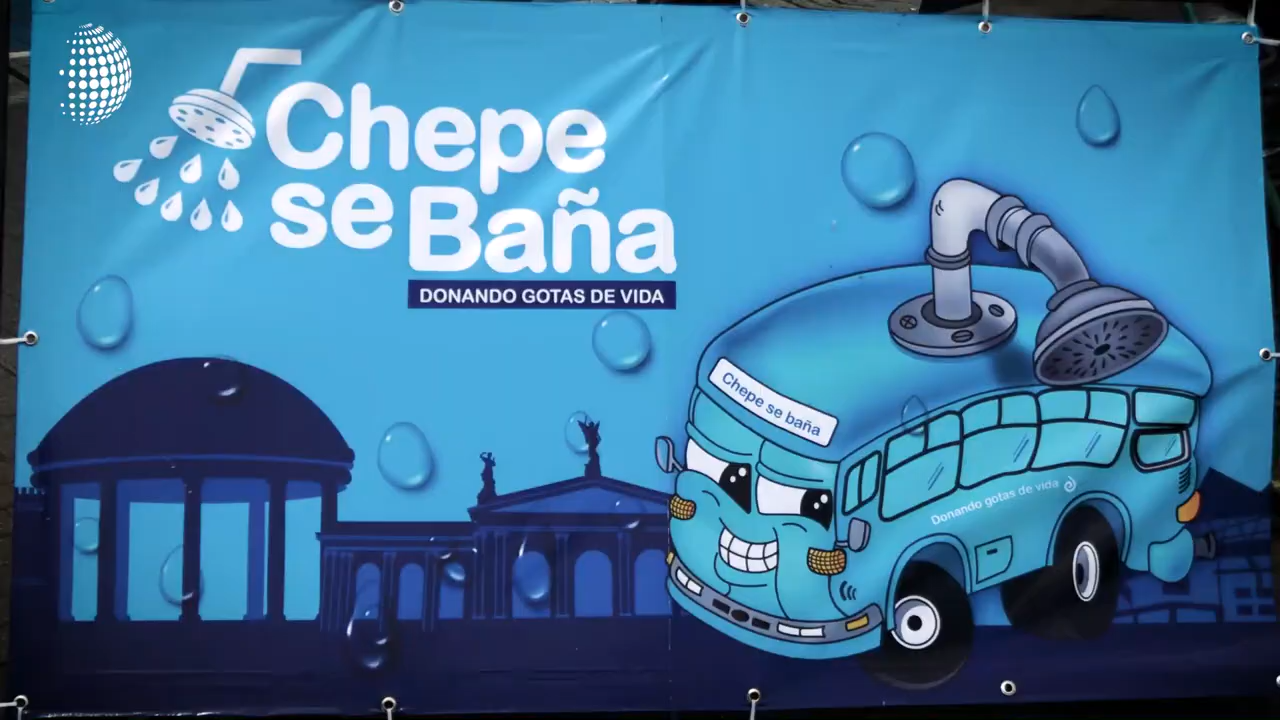 Chepe
se Baña
DONANDO GOTAS DE VIDA
Chepe se baña
Donando gotas de vida